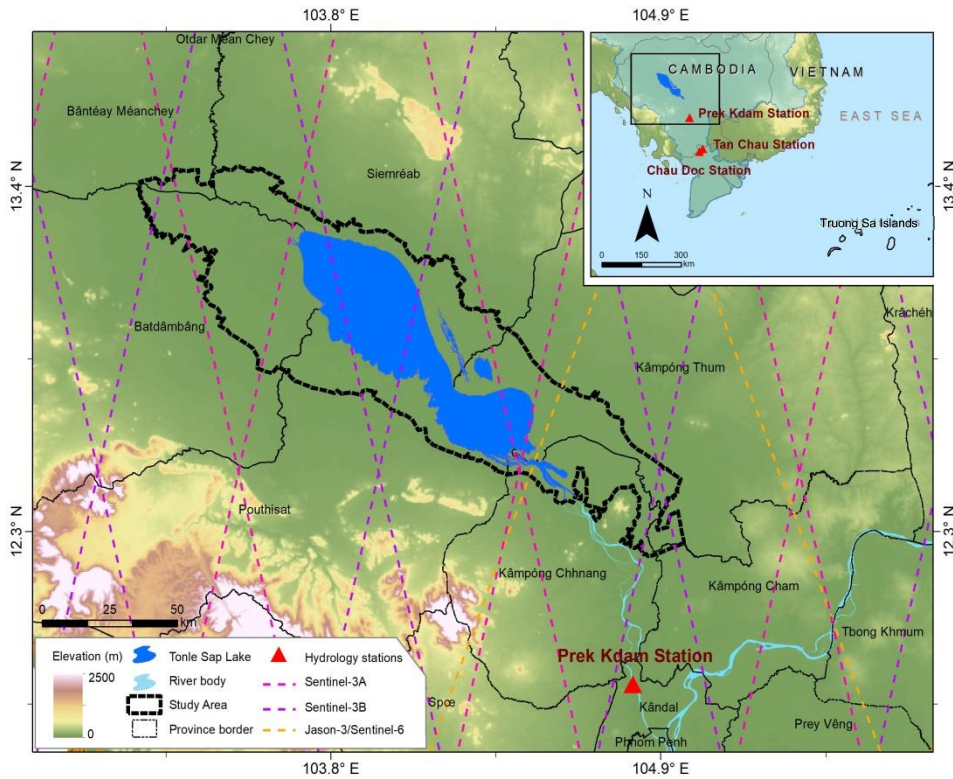 103.8° E
104.9° E
Otdar Mean Chey
Bântéay Méanchey
Siemréab
13.4° N
Batdâmbâng
Kâmpóng Thum
Krâchéh
Pouthisat
12.3° N
12.3° N
Kâmpóng Chhnang
Kâmpóng Cham
Tbong Khmum
Prek Kdam Station
Kândal
Prey Vêng
Phnom Penh
Spœ
103.8° E
104.9° E
CAMBODIA
VIETNAM
EAST SEA
Prek Kdam Station
Tan Chau Station
Chau Doc Station
13.4° N
Truong Sa Islands
N
0 150 300
km
0 25 50
km
Elevation (m)
2500
0
Tonle Sap Lake
River body
Study Area
Province border
Hydrology stations
Sentinel-3A
Sentinel-3B
Jason-3/Sentinel-6